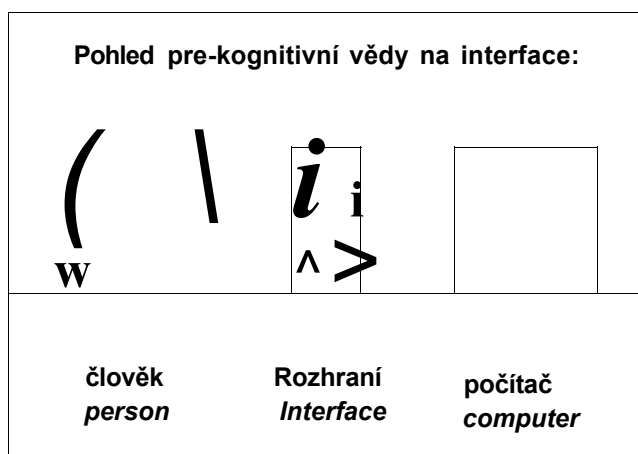 Pohled pre-kognitivní vědy na interface:
( \ i i
w ^ >
člověk Rozhraní počítač
person Interface computer